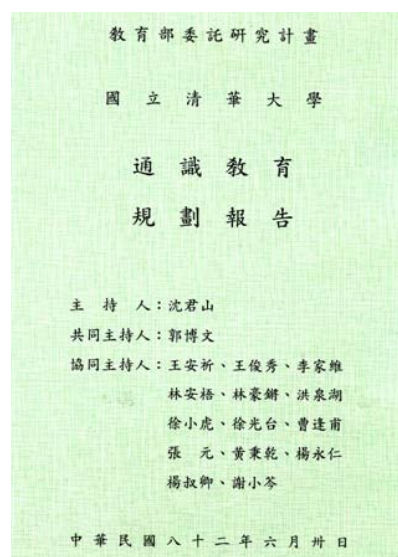 教育部委託研究計畫
國立清華大學
通識教育
規劃報告
主持人：沈君山
共同主持人：郭博文
協同主持人：王安祈、王俊秀、李家維
林安梧、林豪鏘、洪泉湖
徐小虎、徐光台、曹逢甫
張元、黃秉乾、楊永仁
楊叔卿、謝小芩
中華民國八十二年六月卅日